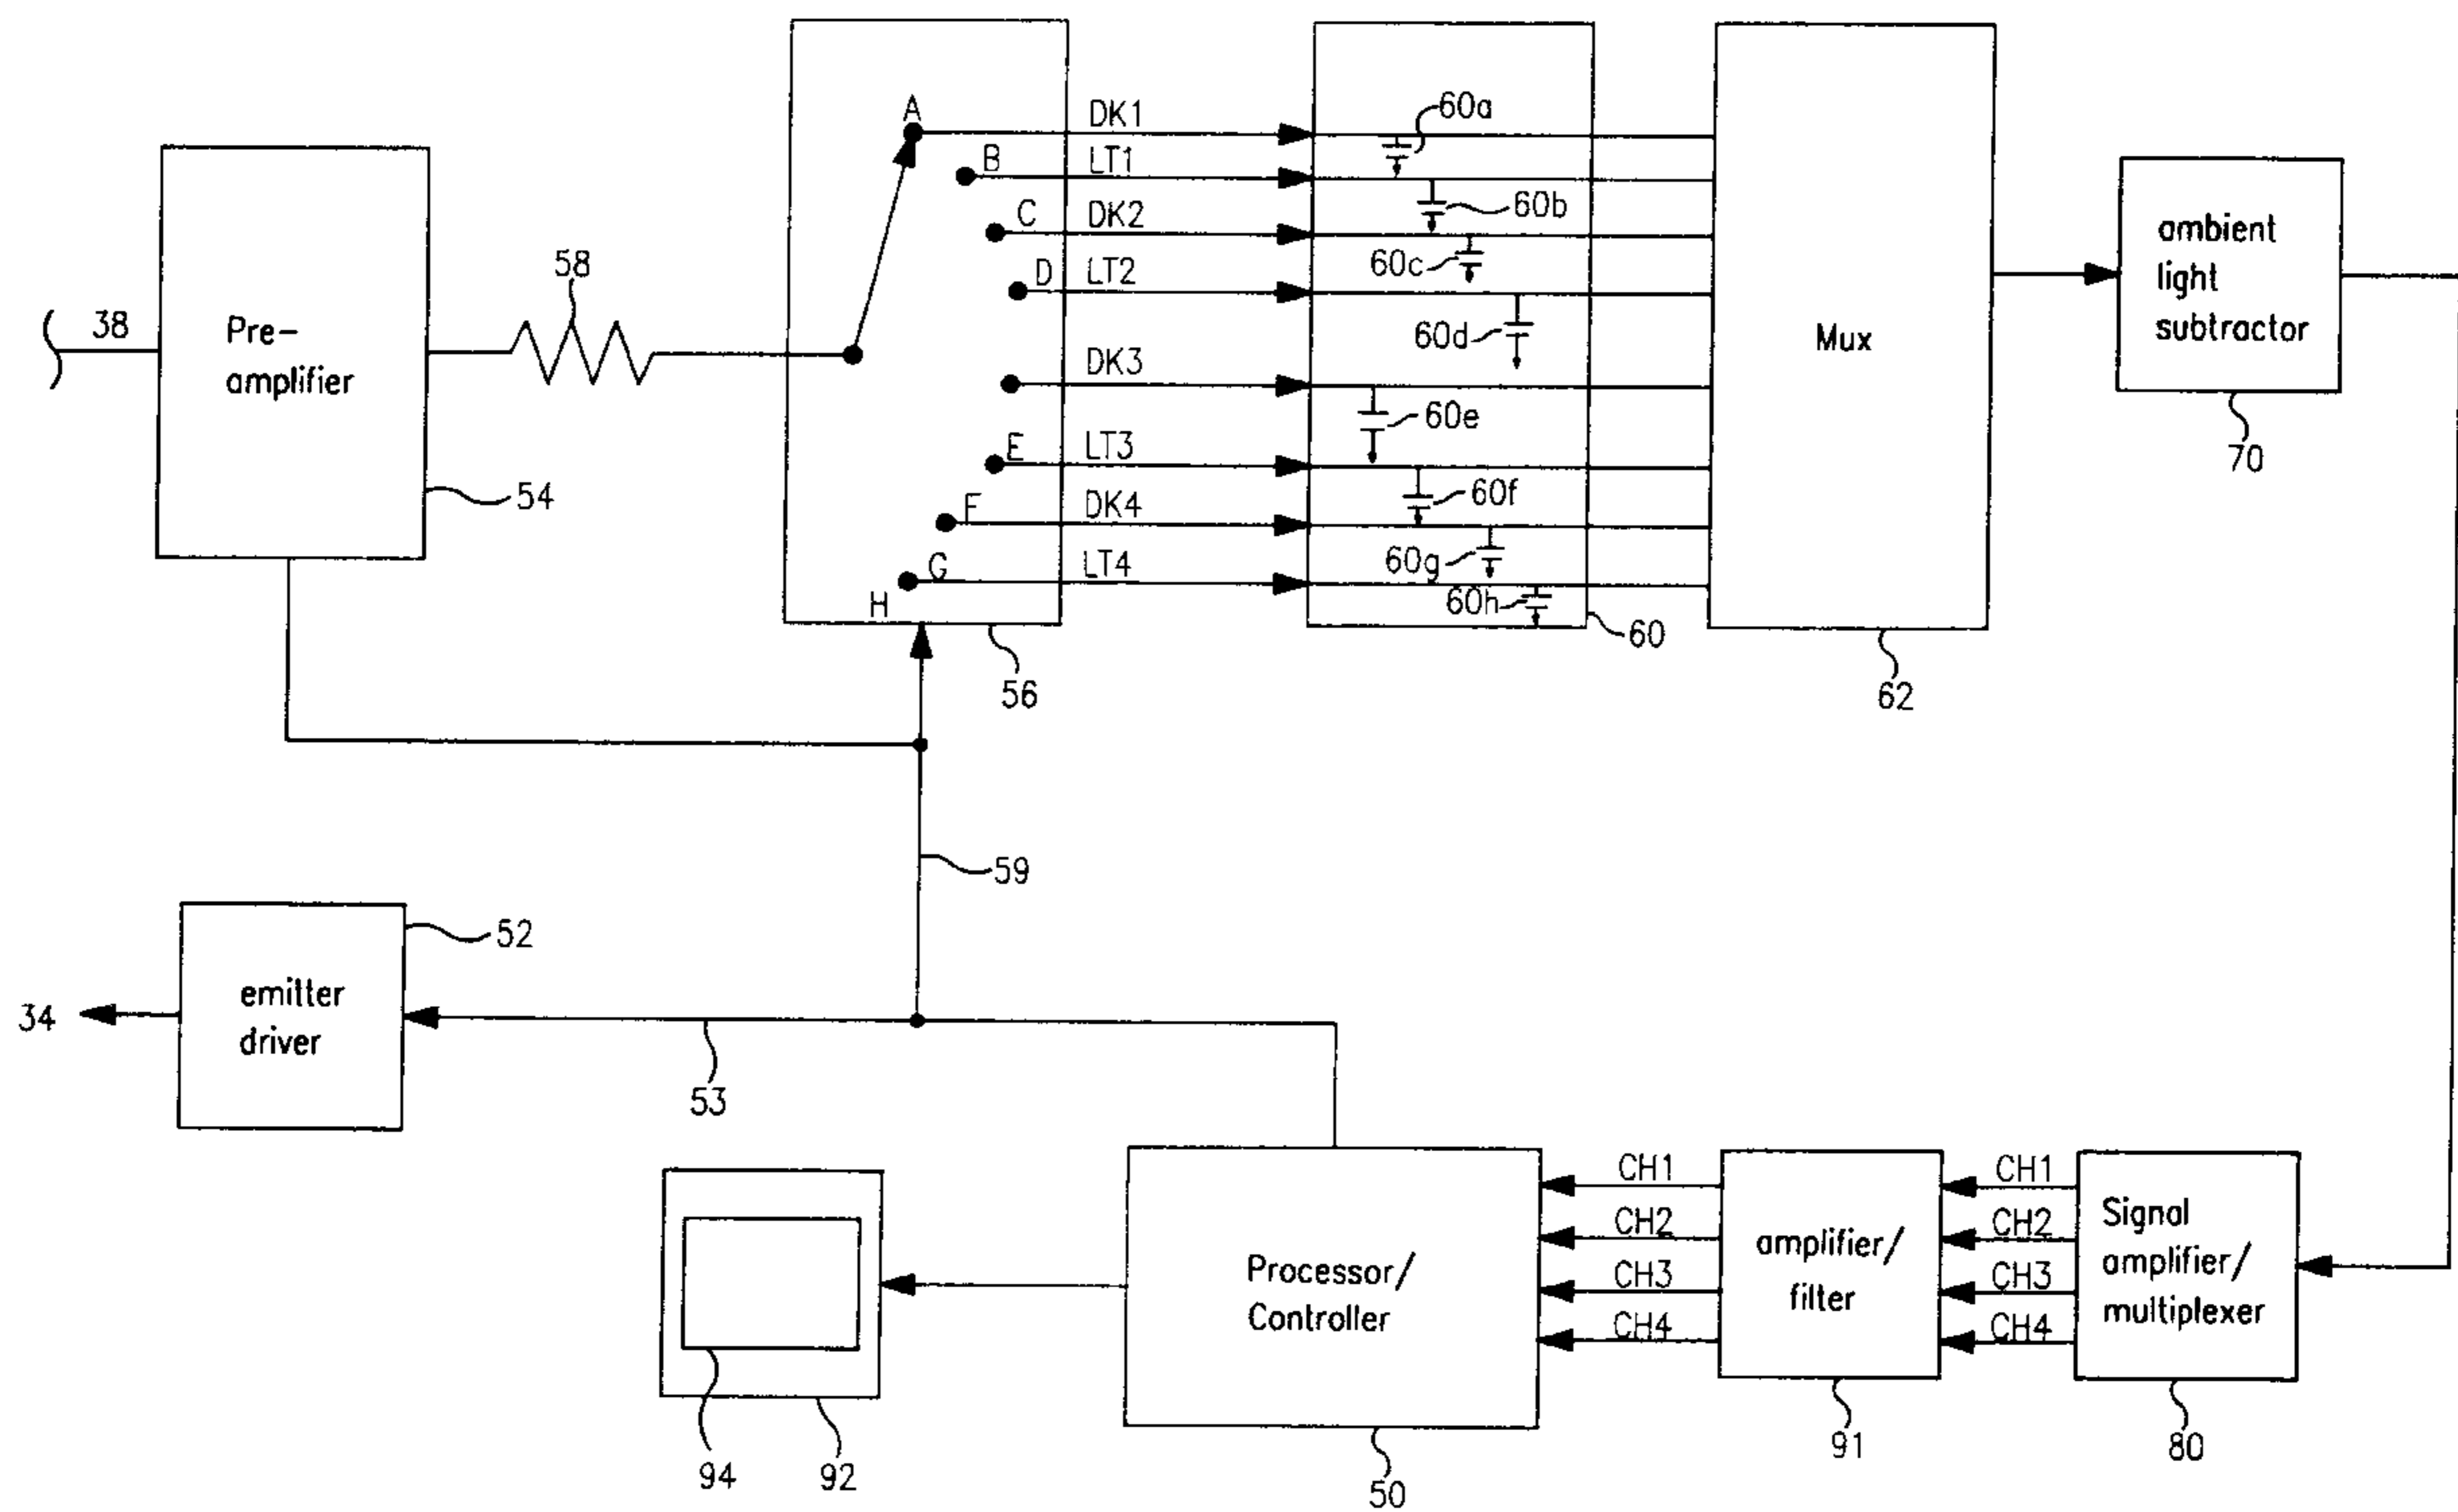 38
Pre-
amplifier
54
58
A
B
C
D
E
F
G
H
56
DK1
LT1
DK2
LT2
DK3
LT3
DK4
LT4
60a
60b
60c
60d
60e
60f
60g
60h
60
Mux
62
ambient
light
subtractor
70
59
52
emitter
driver
34
53
94
92
Processor/
Controller
50
CH1
CH2
CH3
CH4
amplifier/
filter
91
CH1
CH2
CH3
CH4
Signal
amplifier/
multiplexer
80